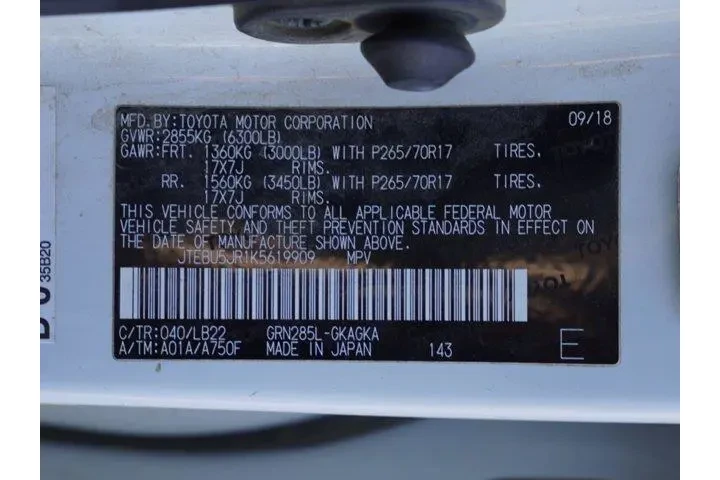 MFD.BY:TOYOTA MOTOR CORPORATION 09/18
GVWR:2855KG (6300LB)
GAWR:FRT. 1360KG (3000LB) WITH P265/70R17 TIRES,
17X7J RIMS.
RR. 1560KG (3450LB) WITH P265/70R17 TIRES,
17X7J RIMS.
THIS VEHICLE CONFORMS TO ALL APPLICABLE FEDERAL MOTOR
VEHICLE SAFETY AND THEFT PREVENTION STANDARDS IN EFFECT ON
THE DATE OF MANUFACTURE SHOWN ABOVE.
JTEBU5JR1K5619909 MPV
C/TR:040/LB22 GRN285L-GKAGKA
A/TM:A01A/A750F MADE IN JAPAN 143 E
35B20